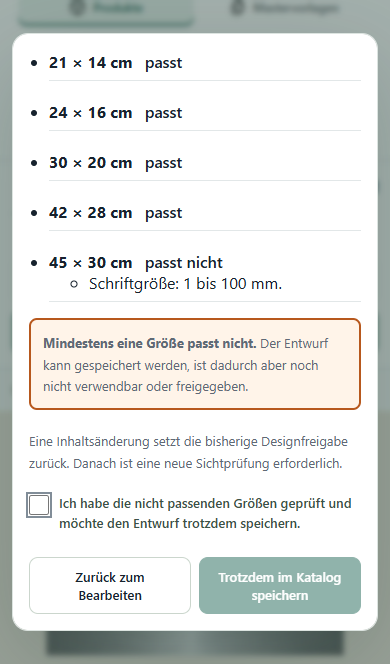 Produkte
21 × 14 cm passt
24 × 16 cm passt
30 × 20 cm passt
42 × 28 cm passt
45 × 30 cm passt nicht
Schriftgröße: 1 bis 100 mm.
Mindestens eine Größe passt nicht. Der Entwurf
kann gespeichert werden, ist dadurch aber noch
nicht verwendbar oder freigegeben.
Eine Inhaltsänderung setzt die bisherige Designfreigabe
zurück. Danach ist eine neue Sichtprüfung erforderlich.
Ich habe die nicht passenden Größen geprüft und
möchte den Entwurf trotzdem speichern.
Zurück zum
Bearbeiten
Trotzdem im Katalog
speichern